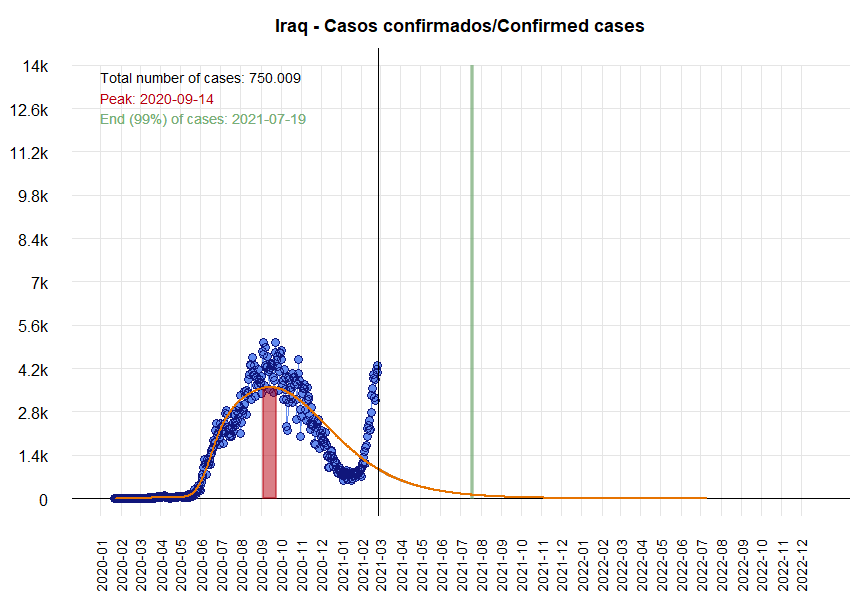 Iraq - Casos confirmados/Confirmed cases
14k
12.6k
11.2k
9.8k
8.4k
7k
5.6k
4.2k
2.8k
1.4k
0
Total number of cases: 750.009
Peak: 2020-09-14
End (99%) of cases: 2021-07-19
2020-01
2020-02
2020-03
2020-04
2020-05
2020-06
2020-07
2020-08
2020-09
2020-10
2020-11
2020-12
2021-01
2021-02
2021-03
2021-04
2021-05
2021-06
2021-07
2021-08
2021-09
2021-10
2021-11
2021-12
2022-01
2022-02
2022-03
2022-04
2022-05
2022-06
2022-07
2022-08
2022-09
2022-10
2022-11
2022-12